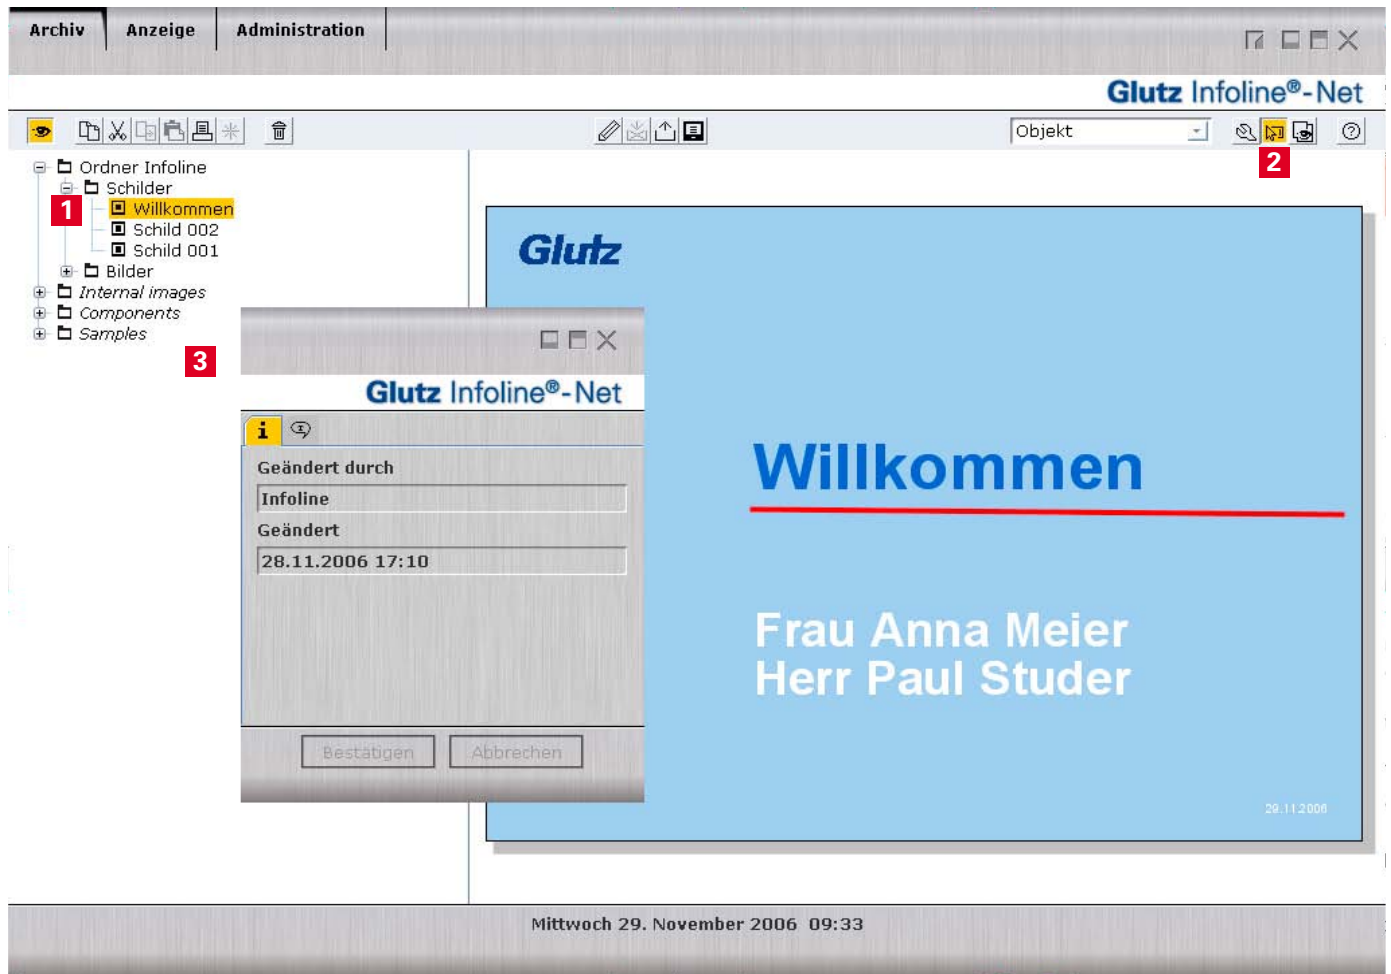 Archiv Anzeige Administration
Glutz Infoline®-Net
Objekt
2
Ordner Infoline
Schilder
1
Willkommen
Schild 002
Schild 001
Bilder
Internal images
Components
Samples
3
Glutz
Willkommen
Frau Anna Meier
Herr Paul Studer
29.11.2006
Glutz Infoline®-Net
i
Geändert durch
Infoline
Geändert
28.11.2006 17:10
Bestätigen Abbrechen
Mittwoch 29. November 2006 09:33